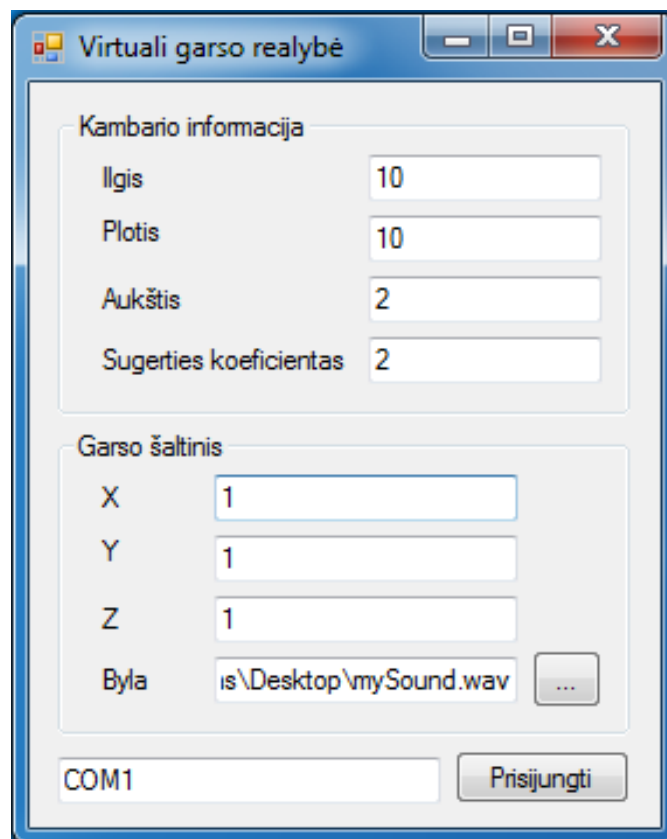 Virtuali garso realybė
Kambario informacija
Ilgis 10
Plotis 10
Aukštis 2
Sugerties koeficientas 2
Garso šaltinis
X 1
Y 1
Z 1
Byla \Desktop\mySound.wav ...
COM1 Prisijungti